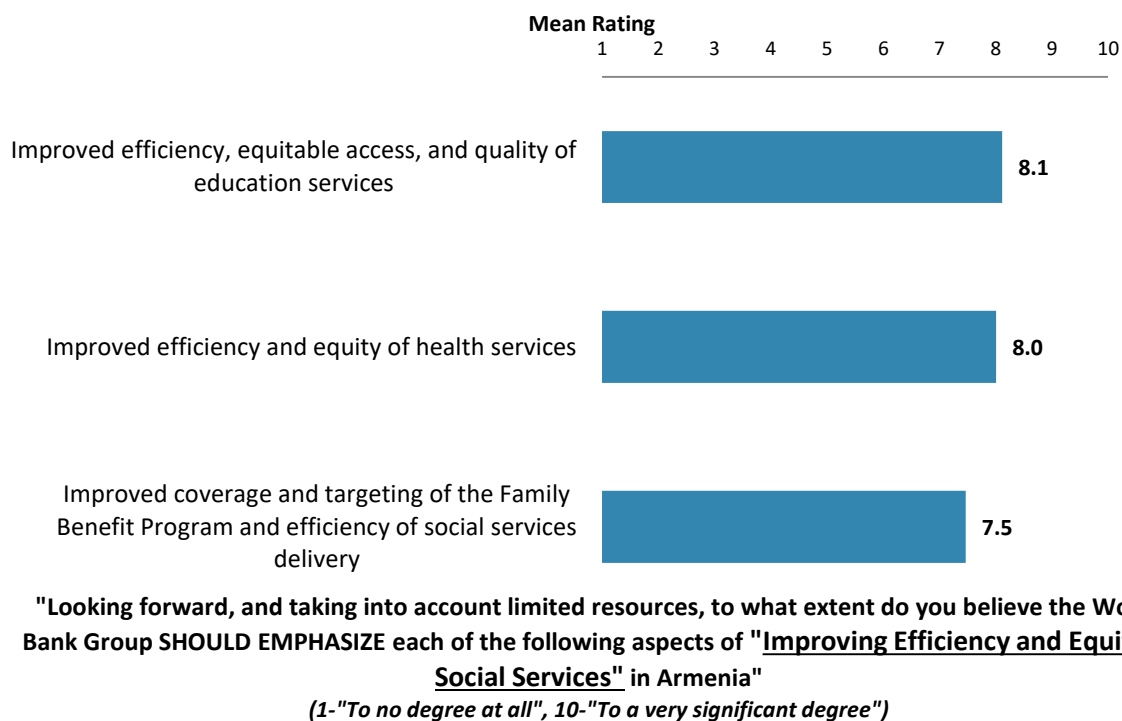 Mean Rating
1 2 3 4 5 6 7 8 9 10
Improved efficiency, equitable access, and quality of
education services
8.1
Improved efficiency and equity of health services
8.0
Improved coverage and targeting of the Family
Benefit Program and efficiency of social services
delivery
7.5
"Looking forward, and taking into account limited resources, to what extent do you believe the Wo
Bank Group SHOULD EMPHASIZE each of the following aspects of "Improving Efficiency and Equi
Social Services" in Armenia"
(1-"To no degree at all", 10-"To a very significant degree")